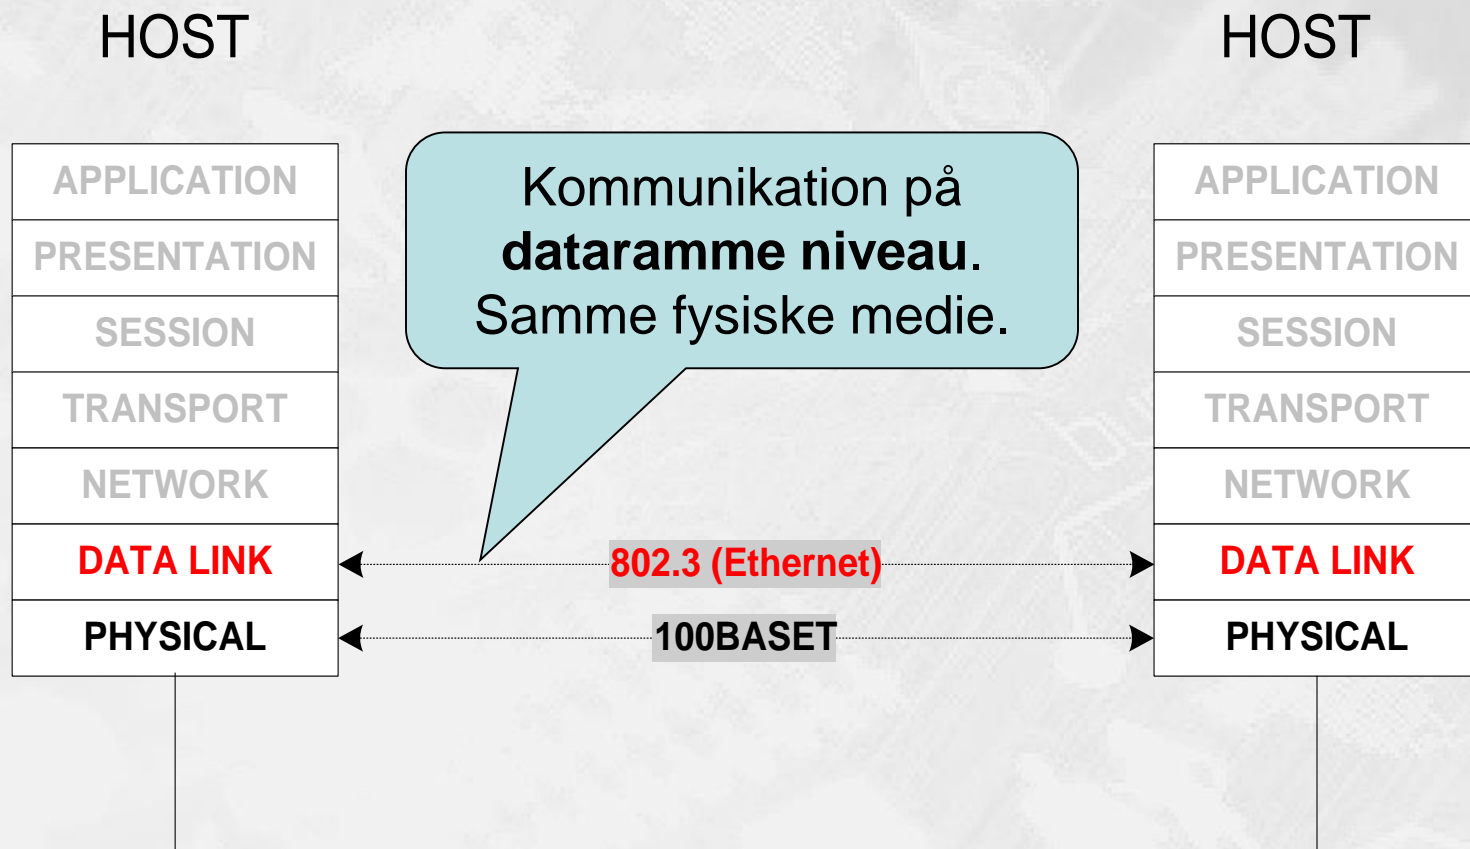 HOST
HOST
APPLICATION
PRESENTATION
SESSION
TRANSPORT
NETWORK
DATA LINK
PHYSICAL
Kommunikation på
dataramme niveau.
Samme fysiske medie.
802.3 (Ethernet)
100BASET
APPLICATION
PRESENTATION
SESSION
TRANSPORT
NETWORK
DATA LINK
PHYSICAL